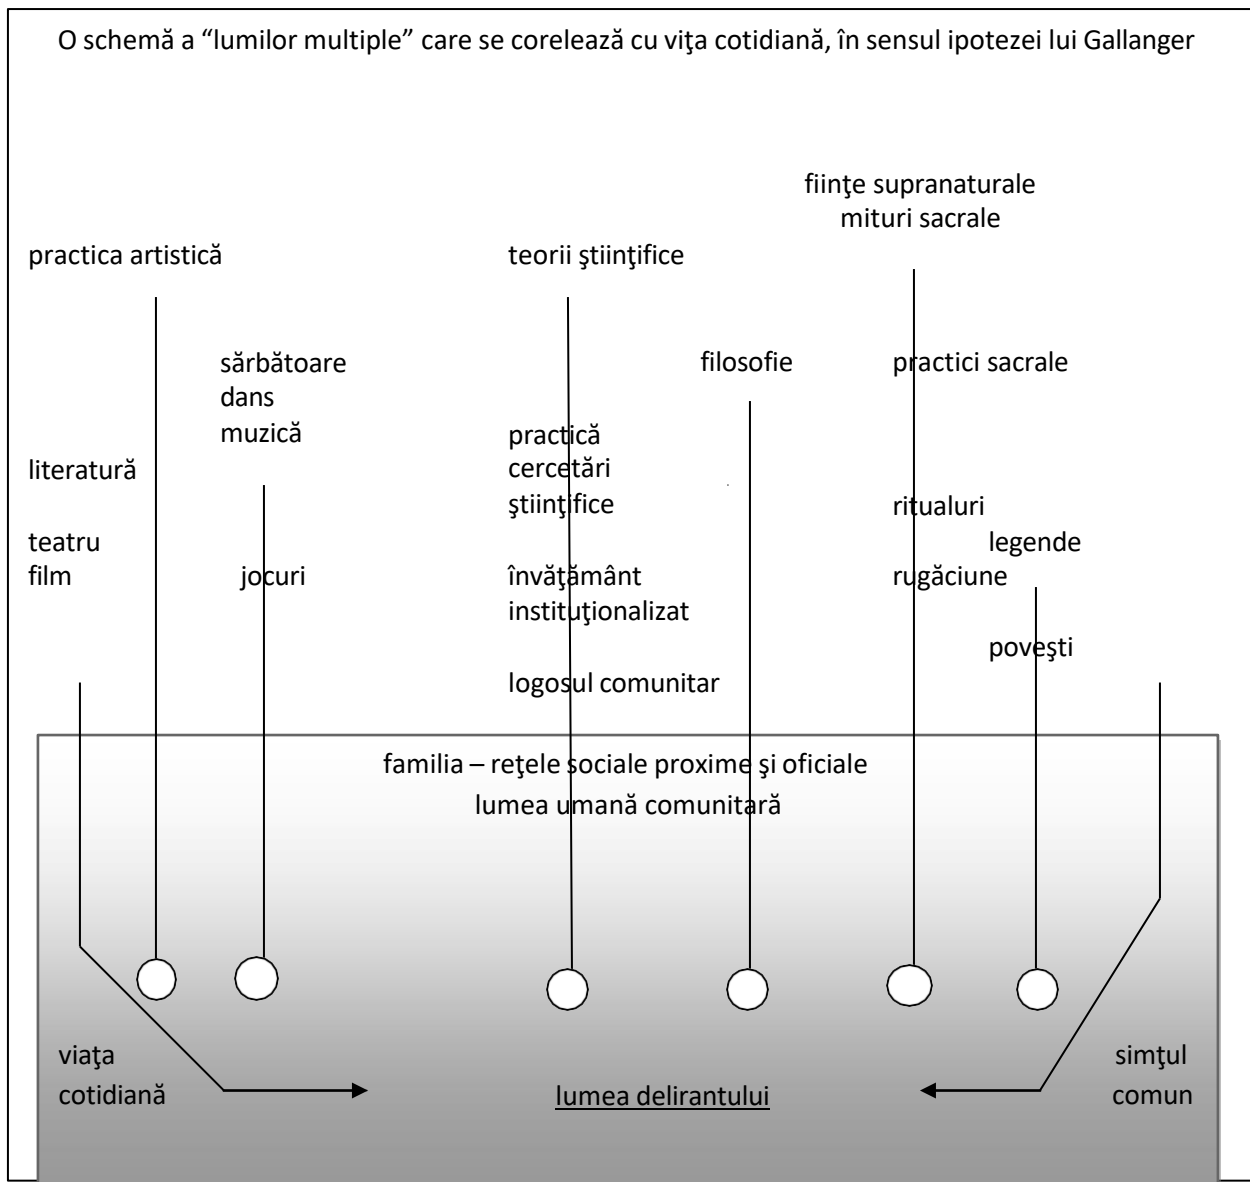 O schemă a “lumilor multiple” care se corelează cu viţa cotidiană, în sensul ipotezei lui Gallanger
fiinţe supranaturale
mituri sacrale
practica artistică
teorii ştiinţifice
sărbătoare
dans
muzică
filosofie
practici sacrale
literatură
practică
cercetări
ştiinţifice
ritualuri
teatru
film
jocuri
învăţământ
instituţionalizat
legende
rugăciune
poveşti
logosul comunitar
familia – reţele sociale proxime şi oficiale
lumea umană comunitară
viaţa
cotidiană
lumea delirantului
simţul
comun